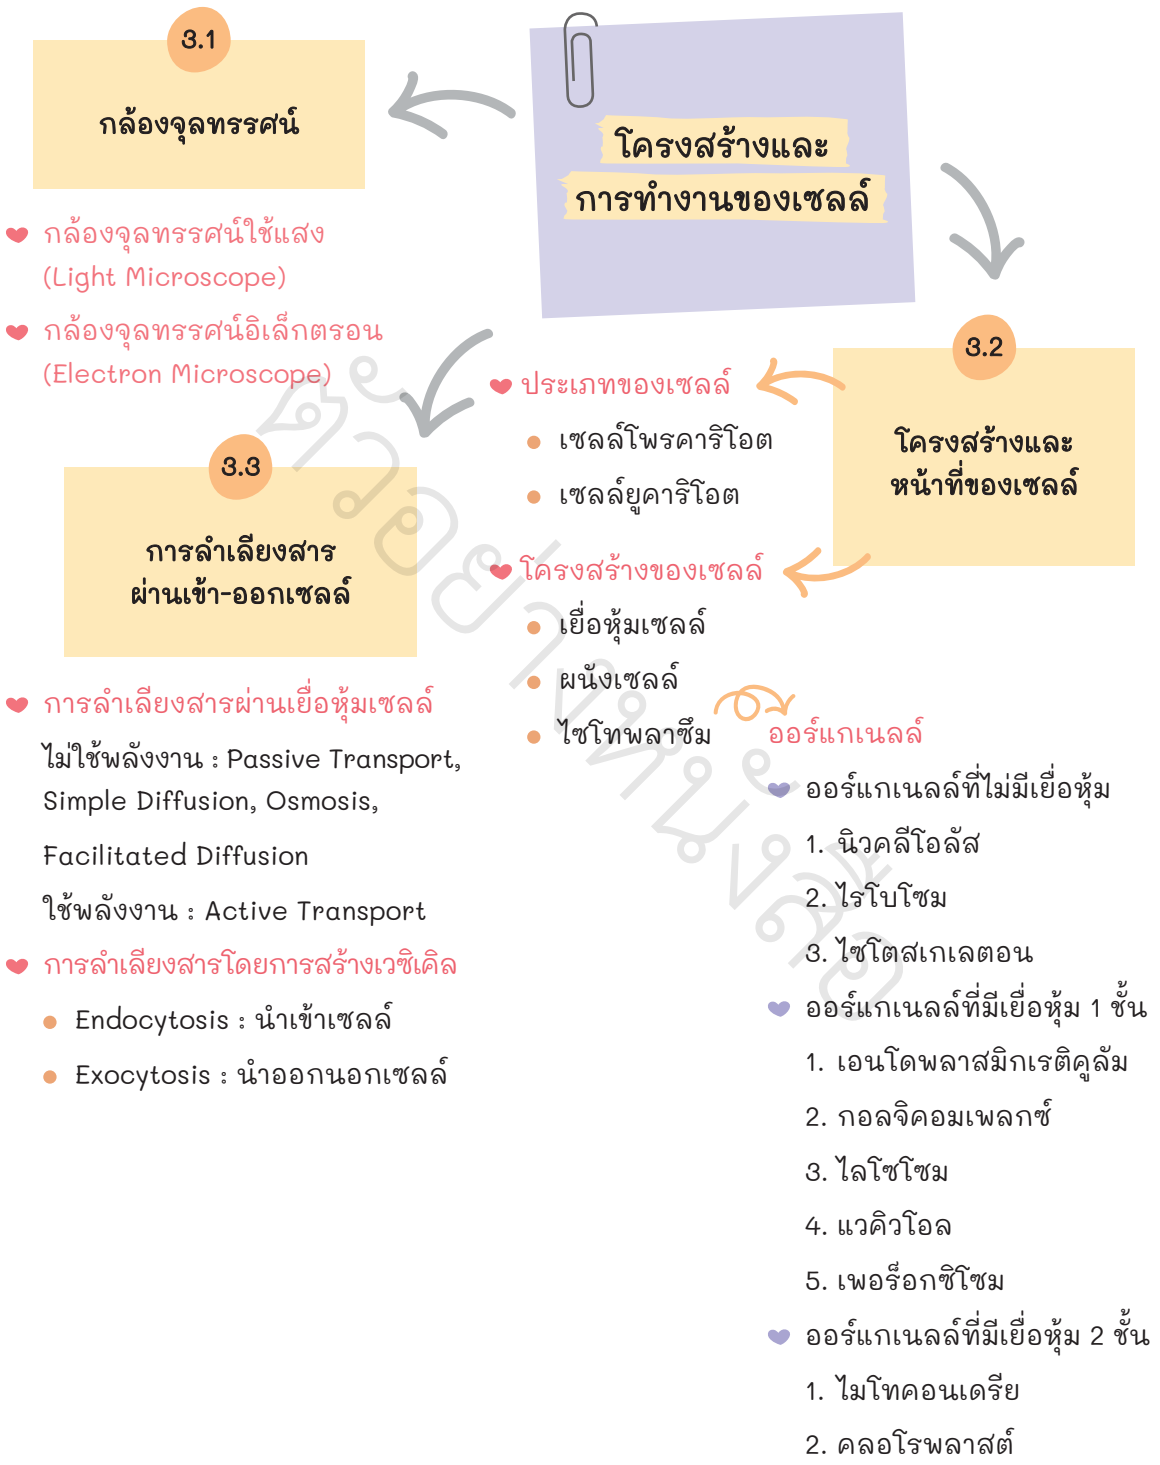 โครงสร้างและ
การทำงานของเซลล์
3.1
กล้องจุลทรรศน์
กล้องจุลทรรศน์ใช้แสง
(Light Microscope)
กล้องจุลทรรศน์อิเล็กตรอน
(Electron Microscope)
3.2
โครงสร้างและ
หน้าที่ของเซลล์
ประเภทของเซลล์
เซลล์โพรคาริโอต
เซลล์ยูคาริโอต
โครงสร้างของเซลล์
เยื่อหุ้มเซลล์
ผนังเซลล์
ไซโทพลาซึม
ออร์แกเนลล์
ออร์แกเนลล์ที่ไม่มีเยื่อหุ้ม
1. นิวคลีโอลัส
2. ไรโบโซม
3. ไซโตสเกเลตอน
ออร์แกเนลล์ที่มีเยื่อหุ้ม 1 ชั้น
1. เอนโดพลาสมิกเรติคูลัม
2. กอลจิคอมเพลกซ์
3. ไลโซโซม
4. แวคิวโอล
5. เพอร็อกซิโซม
ออร์แกเนลล์ที่มีเยื่อหุ้ม 2 ชั้น
1. ไมโทคอนเดรีย
2. คลอโรพลาสต์
3.3
การลำเลียงสาร
ผ่านเข้า-ออกเซลล์
การลำเลียงสารผ่านเยื่อหุ้มเซลล์
ไม่ใช้พลังงาน : Passive Transport,
Simple Diffusion, Osmosis,
Facilitated Diffusion
ใช้พลังงาน : Active Transport
การลำเลียงสารโดยการสร้างเวซิเคิล
Endocytosis : นำเข้าเซลล์
Exocytosis : นำออกนอกเซลล์
ตัวอย่างหนังสือ